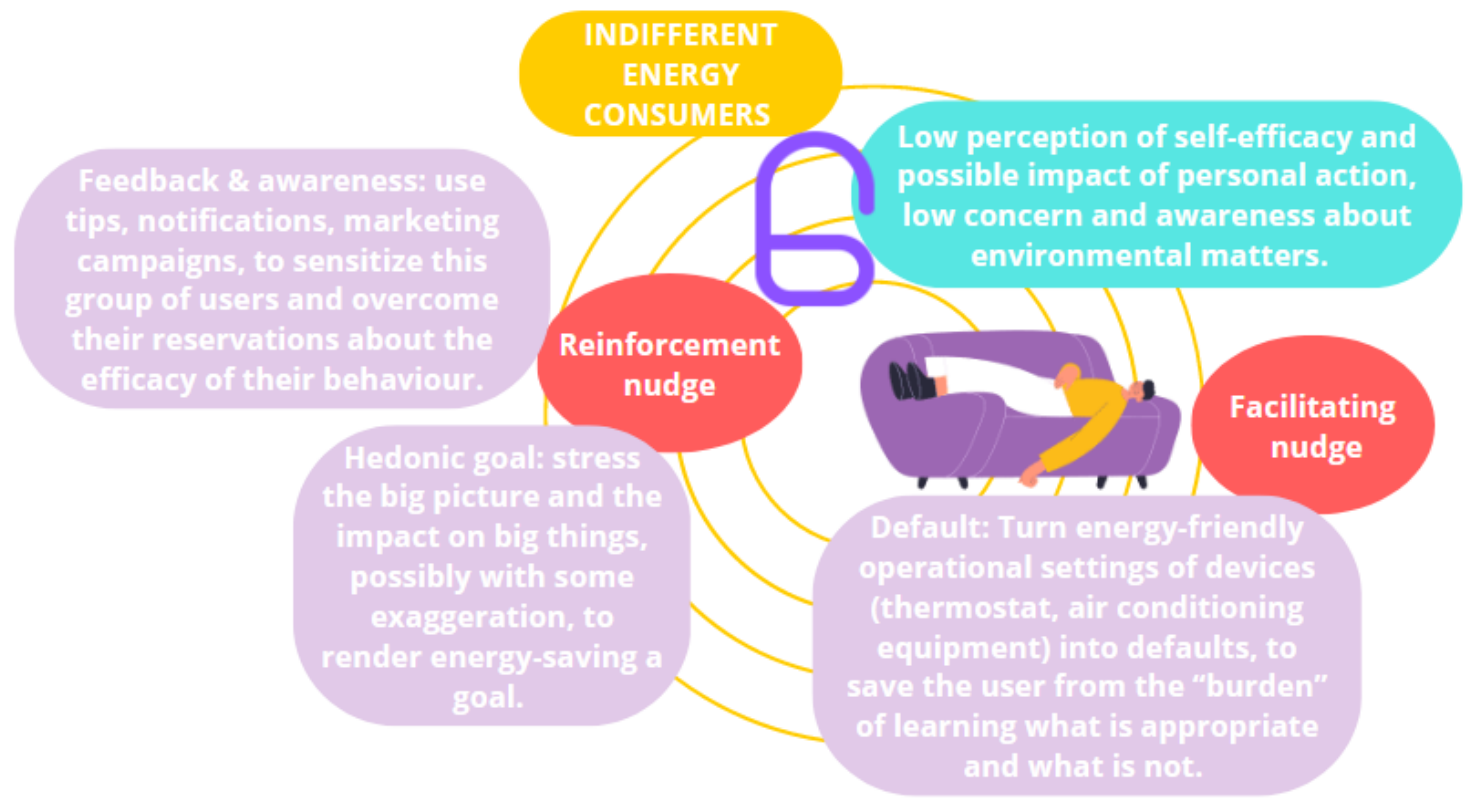 INDIFFERENT
ENERGY
CONSUMERS
Low perception of self-efficacy and
possible impact of personal action,
low concern and awareness about
environmental matters.
Feedback & awareness: use
tips, notifications, marketing
campaigns, to sensitize this
group of users and overcome
their reservations about the
efficacy of their behaviour.
Reinforcement
nudge
Hedonic goal: stress
the big picture and the
impact on big things,
possibly with some
exaggeration, to
render energy-saving a
goal.
Facilitating
nudge
Default: Turn energy-friendly
operational settings of devices
(thermostat, air conditioning
equipment) into defaults, to
save the user from the “burden”
of learning what is appropriate
and what is not.